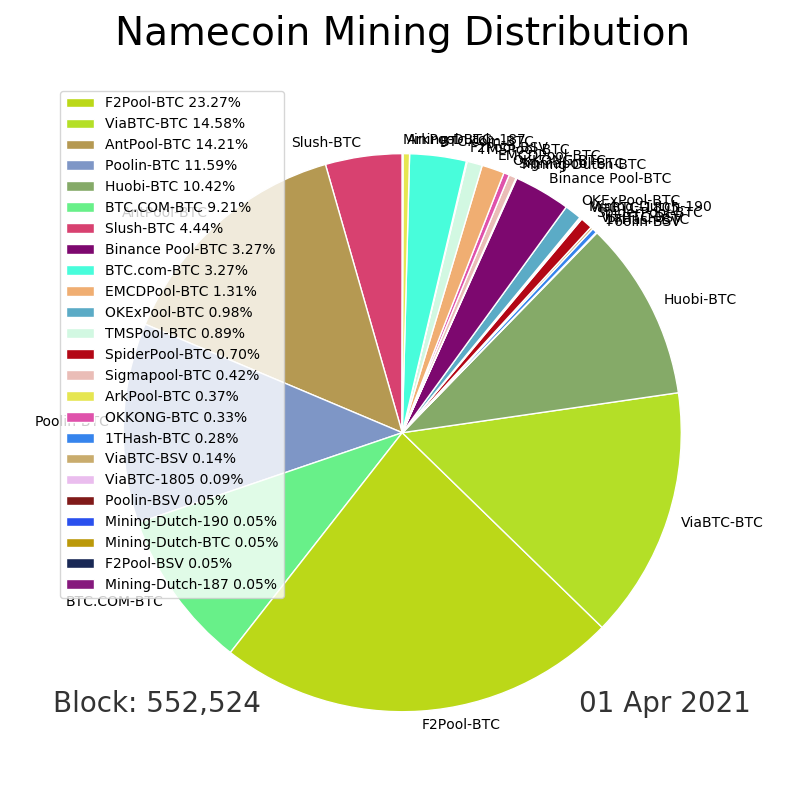 Namecoin Mining Distribution
F2Pool-BTC 23.27%
ViaBTC-BTC 14.58%
AntPool-BTC 14.21%
Poolin-BTC 11.59%
Huobi-BTC 10.42%
BTC.COM-BTC 9.21%
Slush-BTC 4.44%
Binance Pool-BTC 3.27%
BTC.com-BTC 3.27%
EMCDPool-BTC 1.31%
OKExPool-BTC 0.98%
TMSPool-BTC 0.89%
SpiderPool-BTC 0.70%
Sigmapool-BTC 0.42%
ArkPool-BTC 0.37%
OKKONG-BTC 0.33%
1THash-BTC 0.28%
ViaBTC-BSV 0.14%
ViaBTC-1805 0.09%
Poolin-BSV 0.05%
Mining-Dutch-190 0.05%
Mining-Dutch-BTC 0.05%
F2Pool-BSV 0.05%
Mining-Dutch-187 0.05%
Slush-BTC
AntPool-BTC
Poolin-BTC
BTC.COM-BTC
F2Pool-BTC
ViaBTC-BTC
Huobi-BTC
Poolin-BSV
OKExPool-BTC
Binance Pool-BTC
Block: 552,524
01 Apr 2021